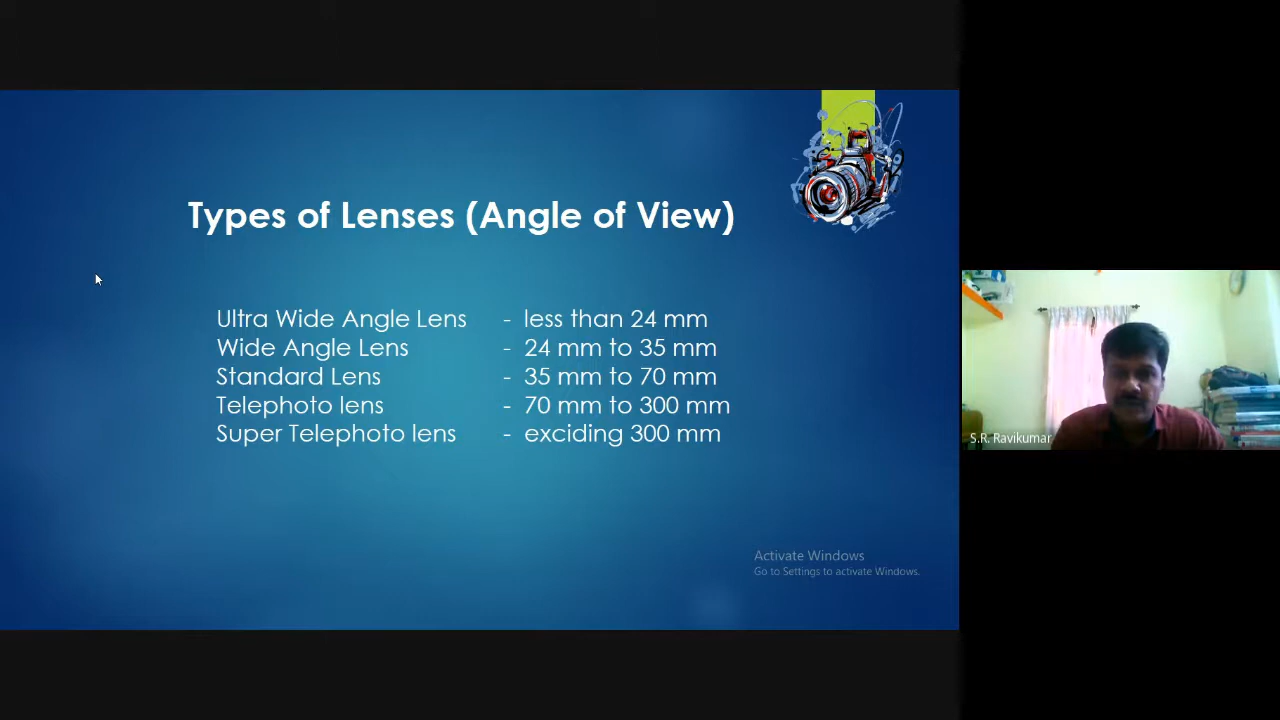 Types of Lenses (Angle of View)
Ultra Wide Angle Lens - less than 24 mm
Wide Angle Lens - 24 mm to 35 mm
Standard Lens - 35 mm to 70 mm
Telephoto lens - 70 mm to 300 mm
Super Telephoto lens - exciding 300 mm
Activate Windows
Go to Settings to activate Windows.
S.R. Ravikumar